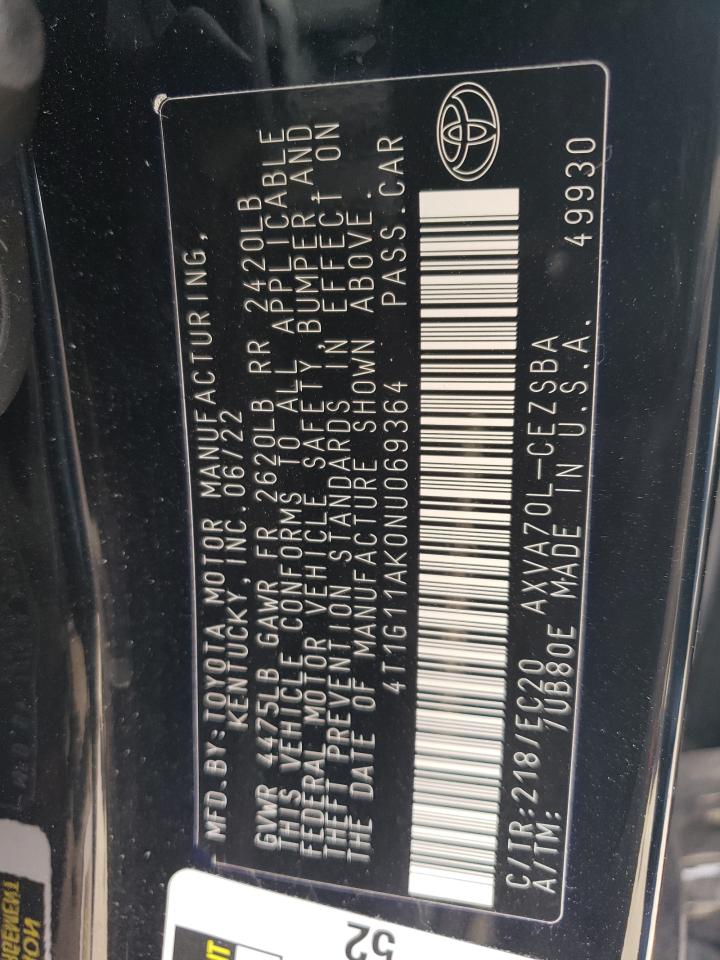 MFD.BY:TOYOTA MOTOR MANUFACTURING,
KENTUCKY,INC.06/22
GVWR 4475LB GAWR FR 2620LB RR 2420LB
THIS VEHICLE CONFORMS TO ALL APPLICABLE
FEDERAL MOTOR VEHICLE SAFETY,BUMPER,AND
THEFT PREVENTION STANDARDS IN EFFECT ON
THE DATE OF MANUFACTURE SHOWN ABOVE.
4T1G11AK0NU069364 PASS.CAR
C/TR:218/EC20 AXVA70L-CEZSBA
A/TM: 7UB80E MADE IN U.S.A. 49930
52